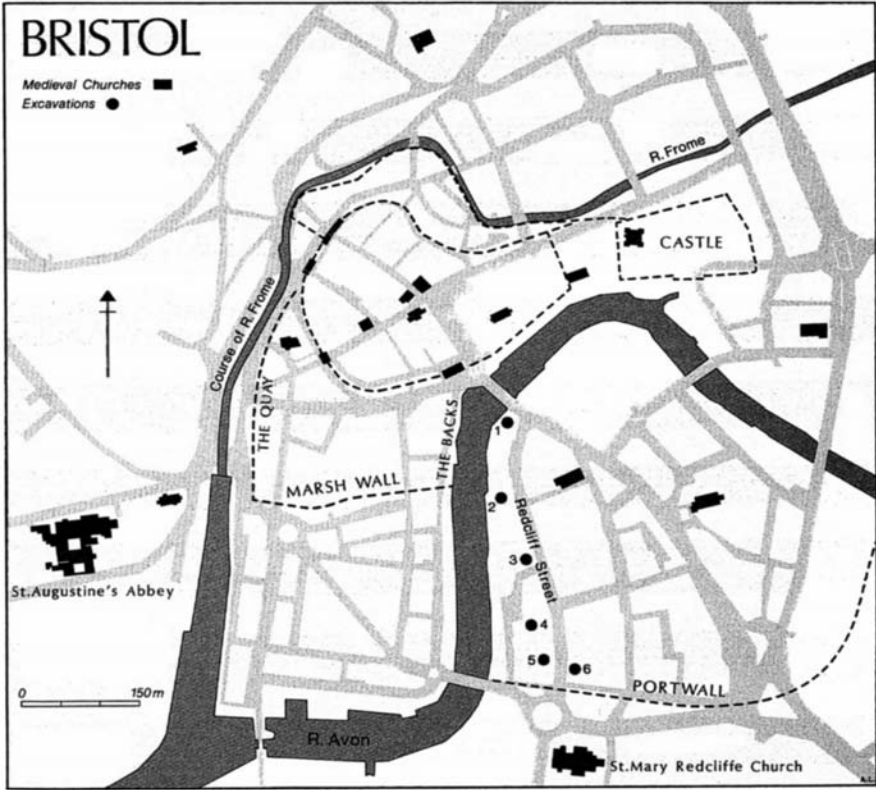 BRISTOL
Medieval Churches
Excavations
R. Frome
CASTLE
Course of R. Frome
THE QUAY
THE BACKS
MARSH WALL
1
2
Redcliff Street
3
4
5
6
St. Augustine's Abbey
0 150m
PORTWALL
R. Avon
St. Mary Redcliffe Church